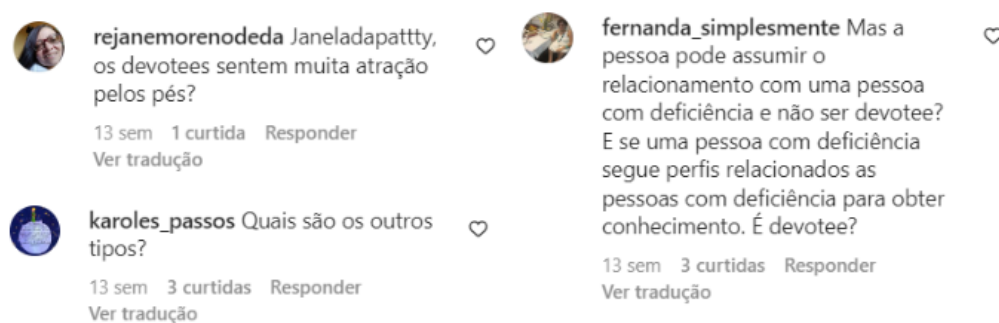 rejanemorenodeda Janeladapattty,
os devotees sentem muita atração
pelos pés?
13 sem 1 curtida Responder
Ver tradução
karoles_passos Quais são os outros
tipos?
13 sem 3 curtidas Responder
Ver tradução
fernanda_simplesmente Mas a
pessoa pode assumir o
relacionamento com uma pessoa
com deficiência e não ser devotee?
E se uma pessoa com deficiência
segue perfis relacionados as
pessoas com deficiência para obter
conhecimento. É devotee?
13 sem 3 curtidas Responder
Ver tradução